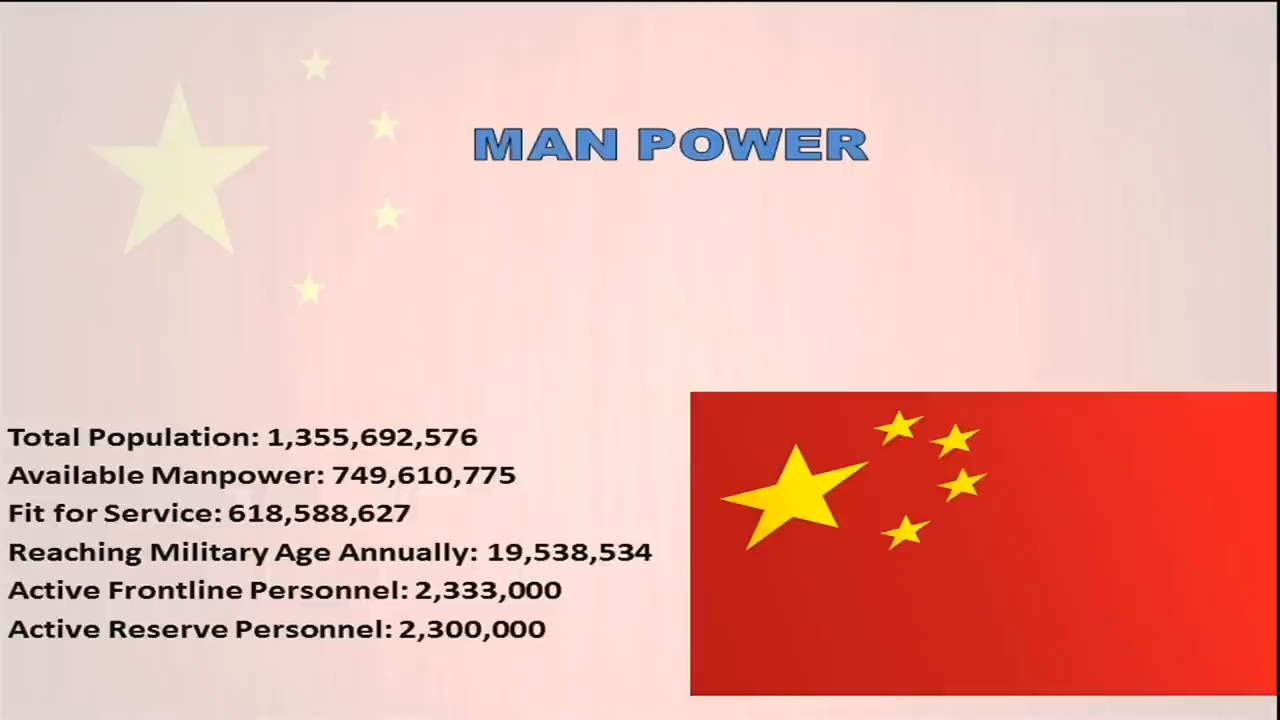 MAN POWER
Total Population: 1,355,692,576
Available Manpower: 749,610,775
Fit for Service: 618,588,627
Reaching Military Age Annually: 19,538,534
Active Frontline Personnel: 2,333,000
Active Reserve Personnel: 2,300,000